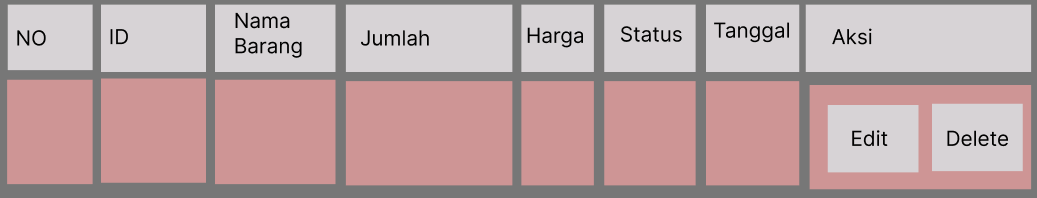 NO
ID
Nama
Barang
Jumlah
Harga
Status
Tanggal
Aksi
Edit
Delete